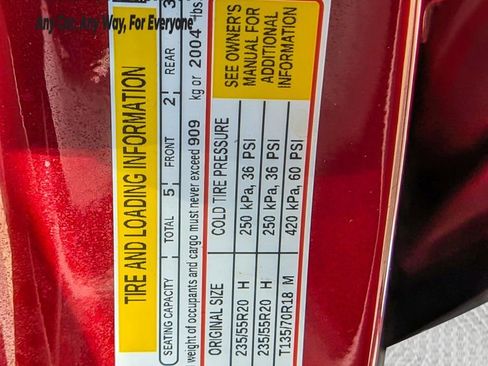 Any Car, Any Way, For Everyone
TIRE AND LOADING INFORMATION
SEATING CAPACITY TOTAL 5 FRONT 2 REAR 3
weight of occupants and cargo must never exceed 909 kg or 2004 lbs
ORIGINAL SIZE COLD TIRE PRESSURE
235/55R20 H 250 kPa, 36 PSI
235/55R20 H 250 kPa, 36 PSI
T135/70R18 M 420 kPa, 60 PSI
SEE OWNER'S
MANUAL FOR
ADDITIONAL
INFORMATION